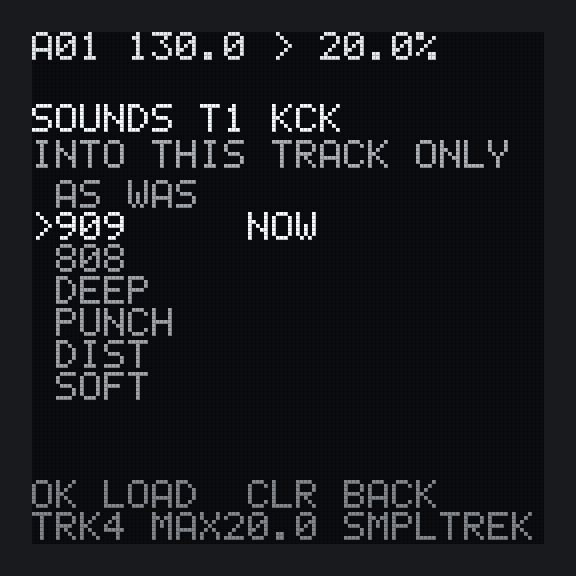 A01 130.0 > 20.0%
SOUNDS T1 KCK
INTO THIS TRACK ONLY
AS WAS
>909 NOW
808
DEEP
PUNCH
DIST
SOFT
OK LOAD CLR BACK
TRK4 MAX20.0 SMPLTREK